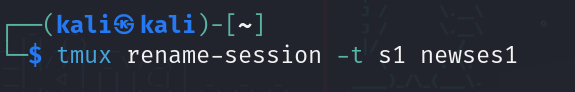 ┌──(kali㉿kali)-[~]
└─$ tmux rename-session -t s1 newses1